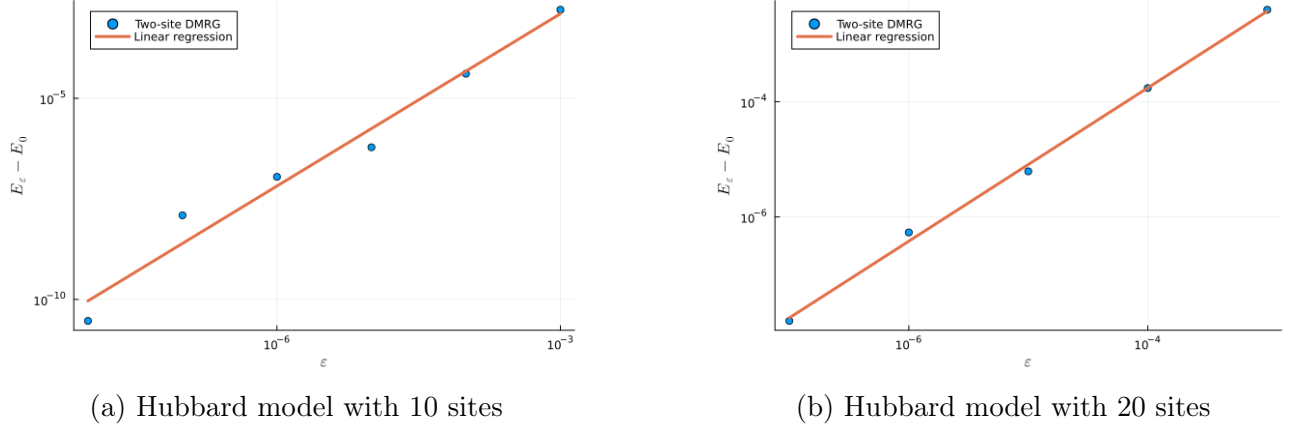 Two-site DMRG
Linear regression
10⁻⁵
10⁻¹⁰
E_ε − E₀
10⁻⁶
10⁻³
ε
(a) Hubbard model with 10 sites
Two-site DMRG
Linear regression
10⁻⁴
10⁻⁶
E_ε − E₀
10⁻⁶
10⁻⁴
ε
(b) Hubbard model with 20 sites